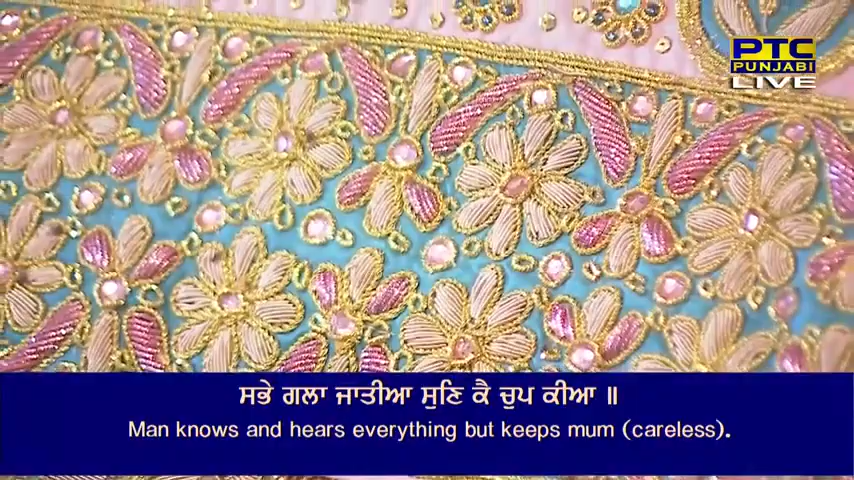 PTC
PUNJABI
LIVE
ਸਭੇ ਗਲਾ ਜਾਤੀਆ ਸੁਣਿ ਕੈ ਚੁਪ ਕੀਆ ॥
Man knows and hears everything but keeps mum (careless).